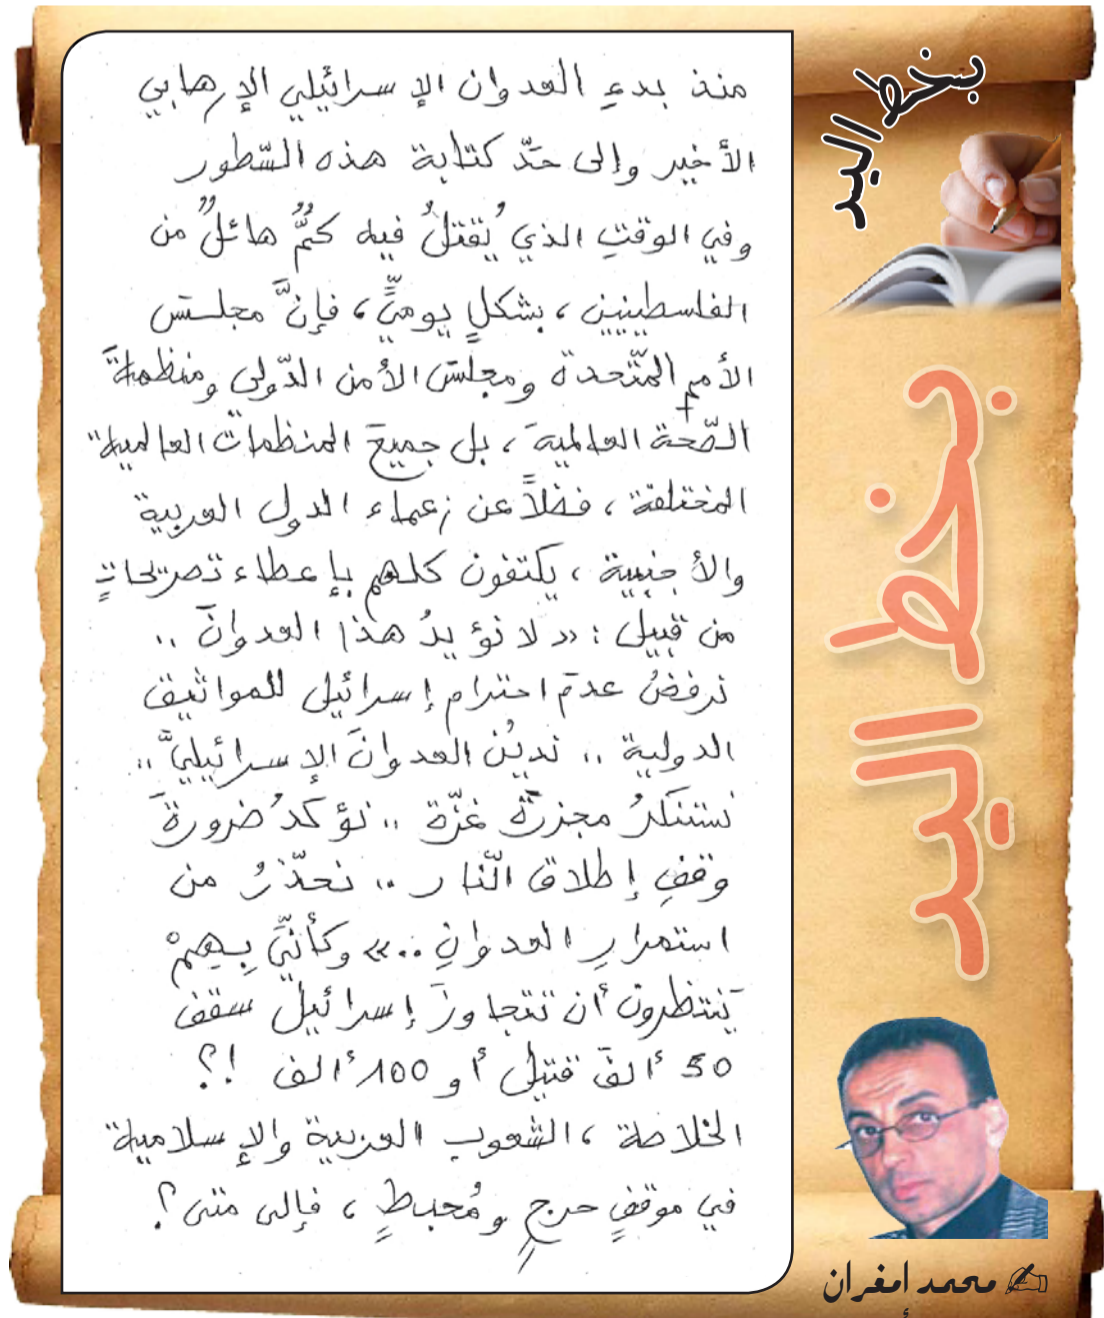 بخط اليد
بخط اليد
منذ بدءِ العدوان الإسرائيلي الإرهابي
الأخير وإلى حَدّ كتابة هذه السّطور
وفي الوقتِ الذي يُقتلُ فيه كمٌّ هائلٌ من
الفلسطينيين ، بشكلٍ يوميٍّ ، فإنَّ مجلسَ
الأمم المتّحدة ومجلسَ الأمن الدّولي ومنظمةَ
الصّحة العالمية ، بل جميعَ المنظمات العالمية
المختلفة ، فضلاً عن زعماء الدول العربية
والأجنبية ، يكتفون كلهم بإعطاء تصريحاتٍ
من قبيل : «لا نؤيدُ هذا العدوانَ ..
نرفضُ عدمَ احترام إسرائيل للمواثيق
الدولية .. ندينُ العدوانَ الإسرائيليَّ ..
نستنكرُ مجزرةَ غزّة .. نؤكدُ ضرورةَ
وقفِ إطلاق النّار .. نحذّرُ من
استمرارِ العدوانِ ..» وكأنّي بِهِمْ
يَنتظرون أن تتجاوزَ إسرائيلُ سقفَ
50 ألفَ قتيل أو 100 ألف !؟
الخلاصة ، الشعوب العربية والإسلامية
في موقفٍ حرجٍ ومُحبطٍ ، فإلى متى ؟
محمد أمغران